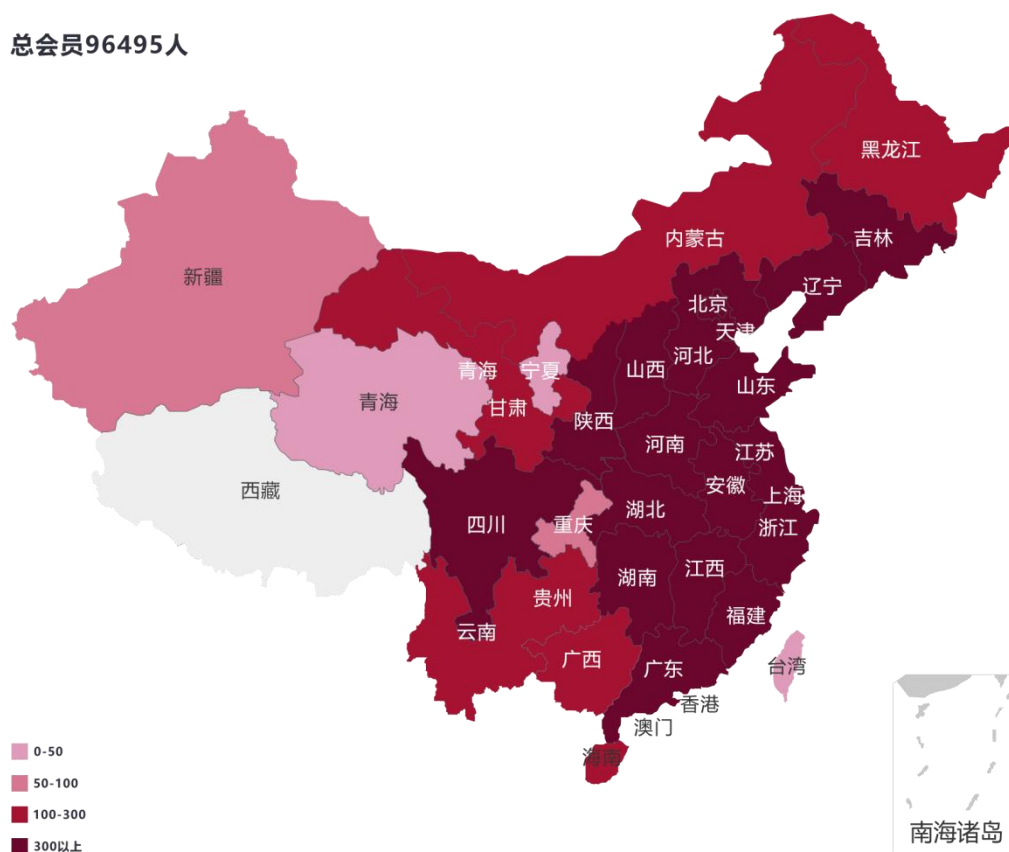 总会员96495人
黑龙江
内蒙古
吉林
新疆
辽宁
北京
天津
河北
山西
青海
宁夏
山东
青海
甘肃
陕西
河南
江苏
安徽
西藏
上海
湖北
四川
重庆
浙江
江西
湖南
贵州
福建
云南
广西
广东
台湾
香港
澳门
海南
0-50
50-100
100-300
300以上
南海诸岛